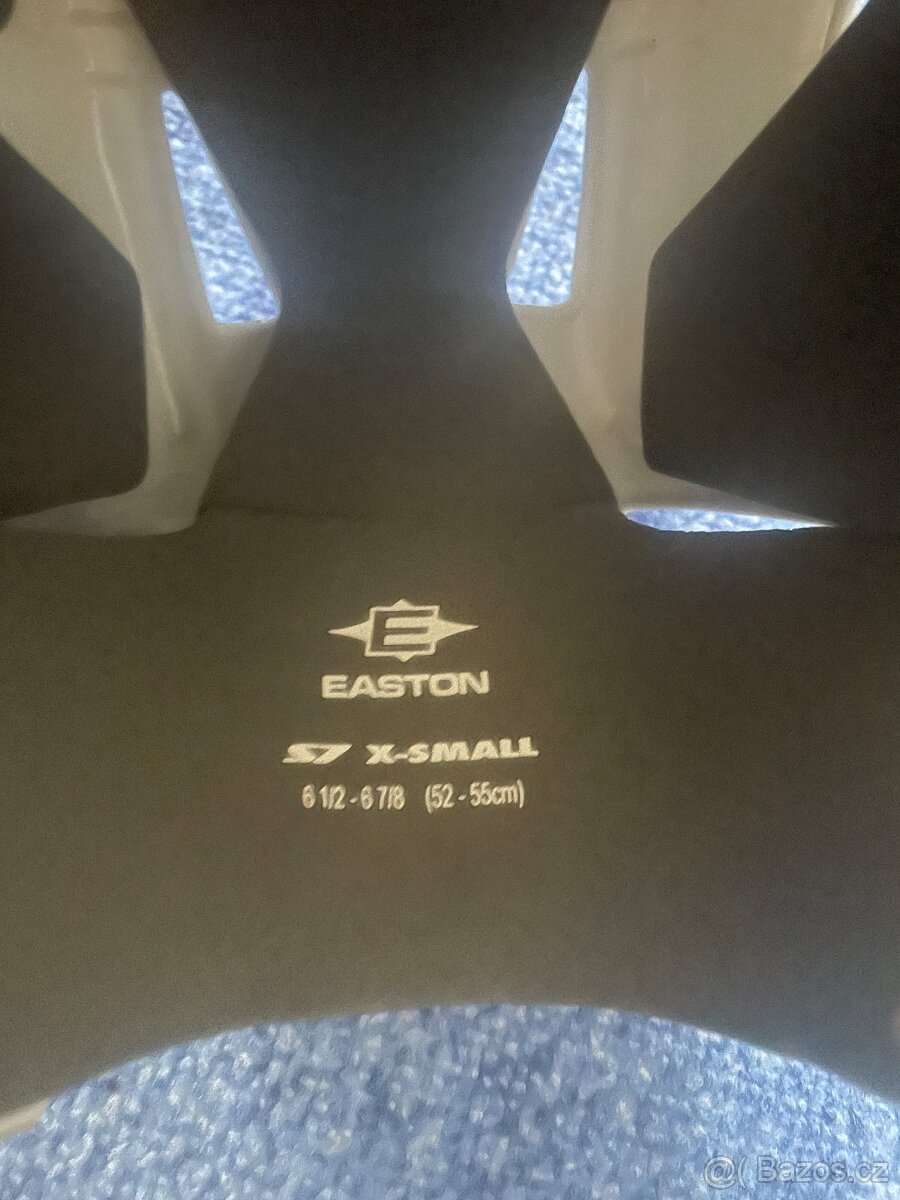 E
EASTON
S7 X-SMALL
6 1/2 - 6 7/8 (52 - 55cm)
@( Bazos.cz